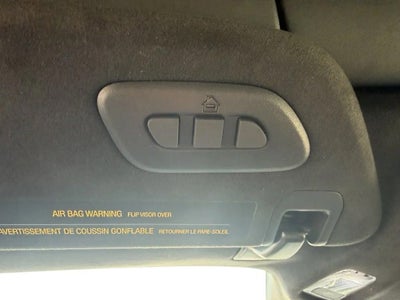 AIR BAG WARNING FLIP VISOR OVER
AVERTISSEMENT DE COUSSIN GONFLABLE RETOURNER LE PARE-SOLEIL